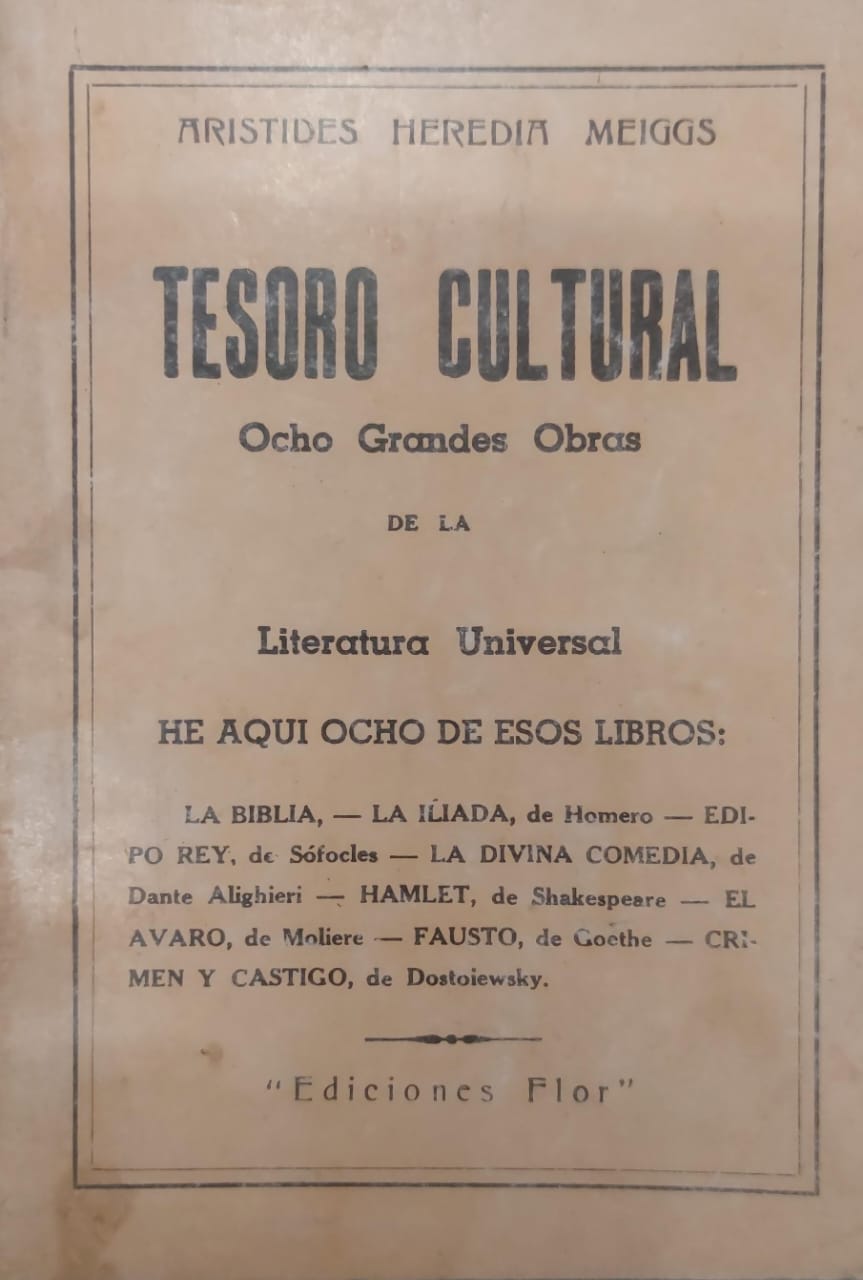 ARISTIDES HEREDIA MEIGGS
TESORO CULTURAL
Ocho Grandes Obras
DE LA
Literatura Universal
HE AQUI OCHO DE ESOS LIBROS:
LA BIBLIA, — LA ILIADA, de Homero — EDI-
PO REY, de Sófocles — LA DIVINA COMEDIA, de
Dante Alighieri — HAMLET, de Shakespeare — EL
AVARO, de Moliere — FAUSTO, de Goethe — CRI-
MEN Y CASTIGO, de Dostoiewsky.
"Ediciones Flor"